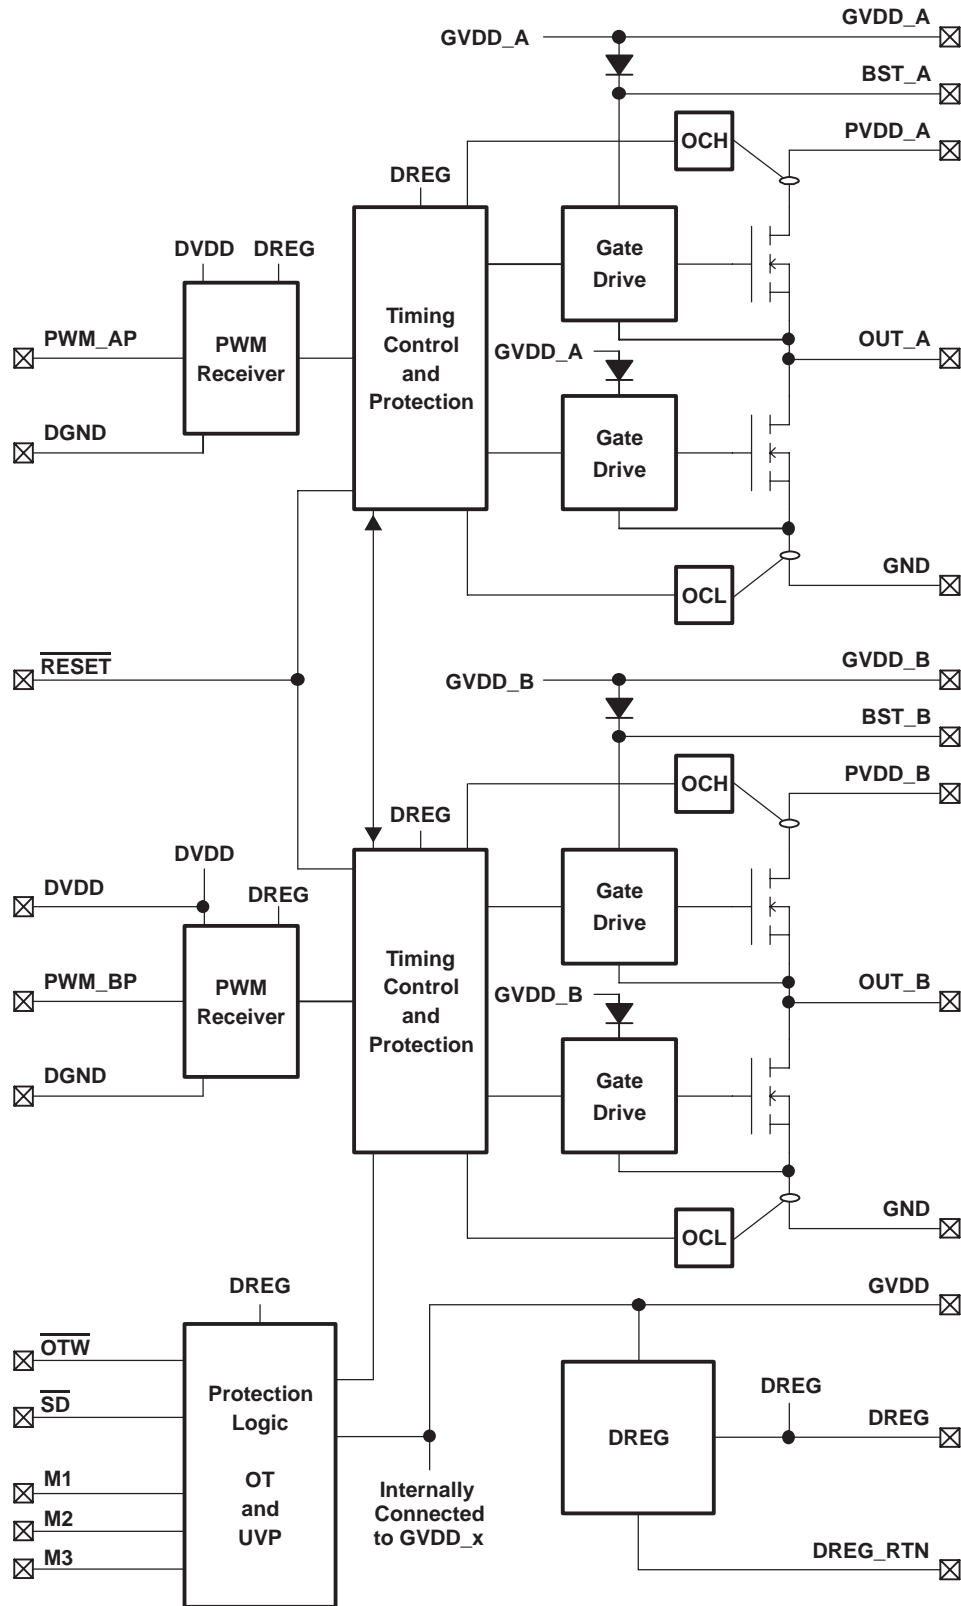 GVDD_A
GVDD_A
BST_A
OCH
PVDD_A
DREG
Gate
Drive
DVDD
DREG
PWM_AP
PWM
Receiver
Timing
Control
and
Protection
GVDD_A
OUT_A
DGND
Gate
Drive
OCL
GND
RESET
GVDD_B
GVDD_B
BST_B
OCH
PVDD_B
DREG
DVDD
DVDD
DREG
Gate
Drive
PWM_BP
PWM
Receiver
Timing
Control
and
Protection
GVDD_B
OUT_B
DGND
Gate
Drive
OCL
GND
DREG
GVDD
OTW
SD
Protection
Logic
OT
and
UVP
DREG
DREG
DREG
M1
M2
M3
Internally
Connected
to GVDD_x
DREG_RTN